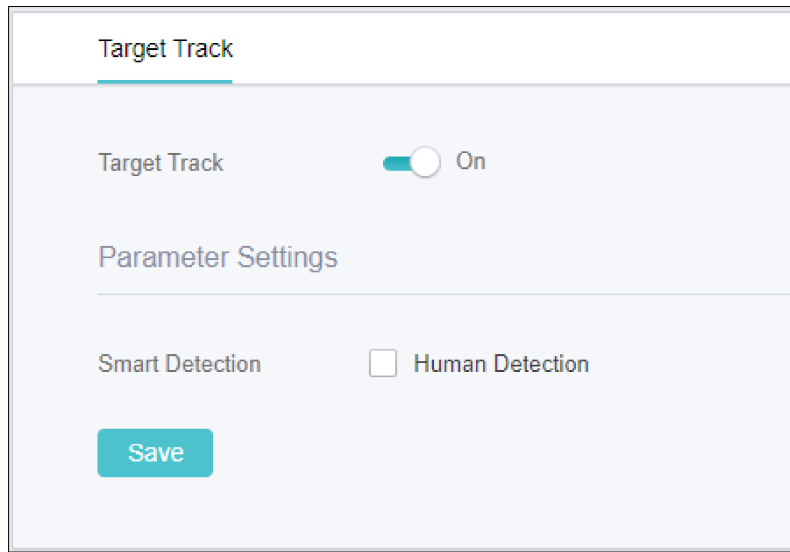 Target Track
Target Track On
Parameter Settings
Smart Detection Human Detection
Save